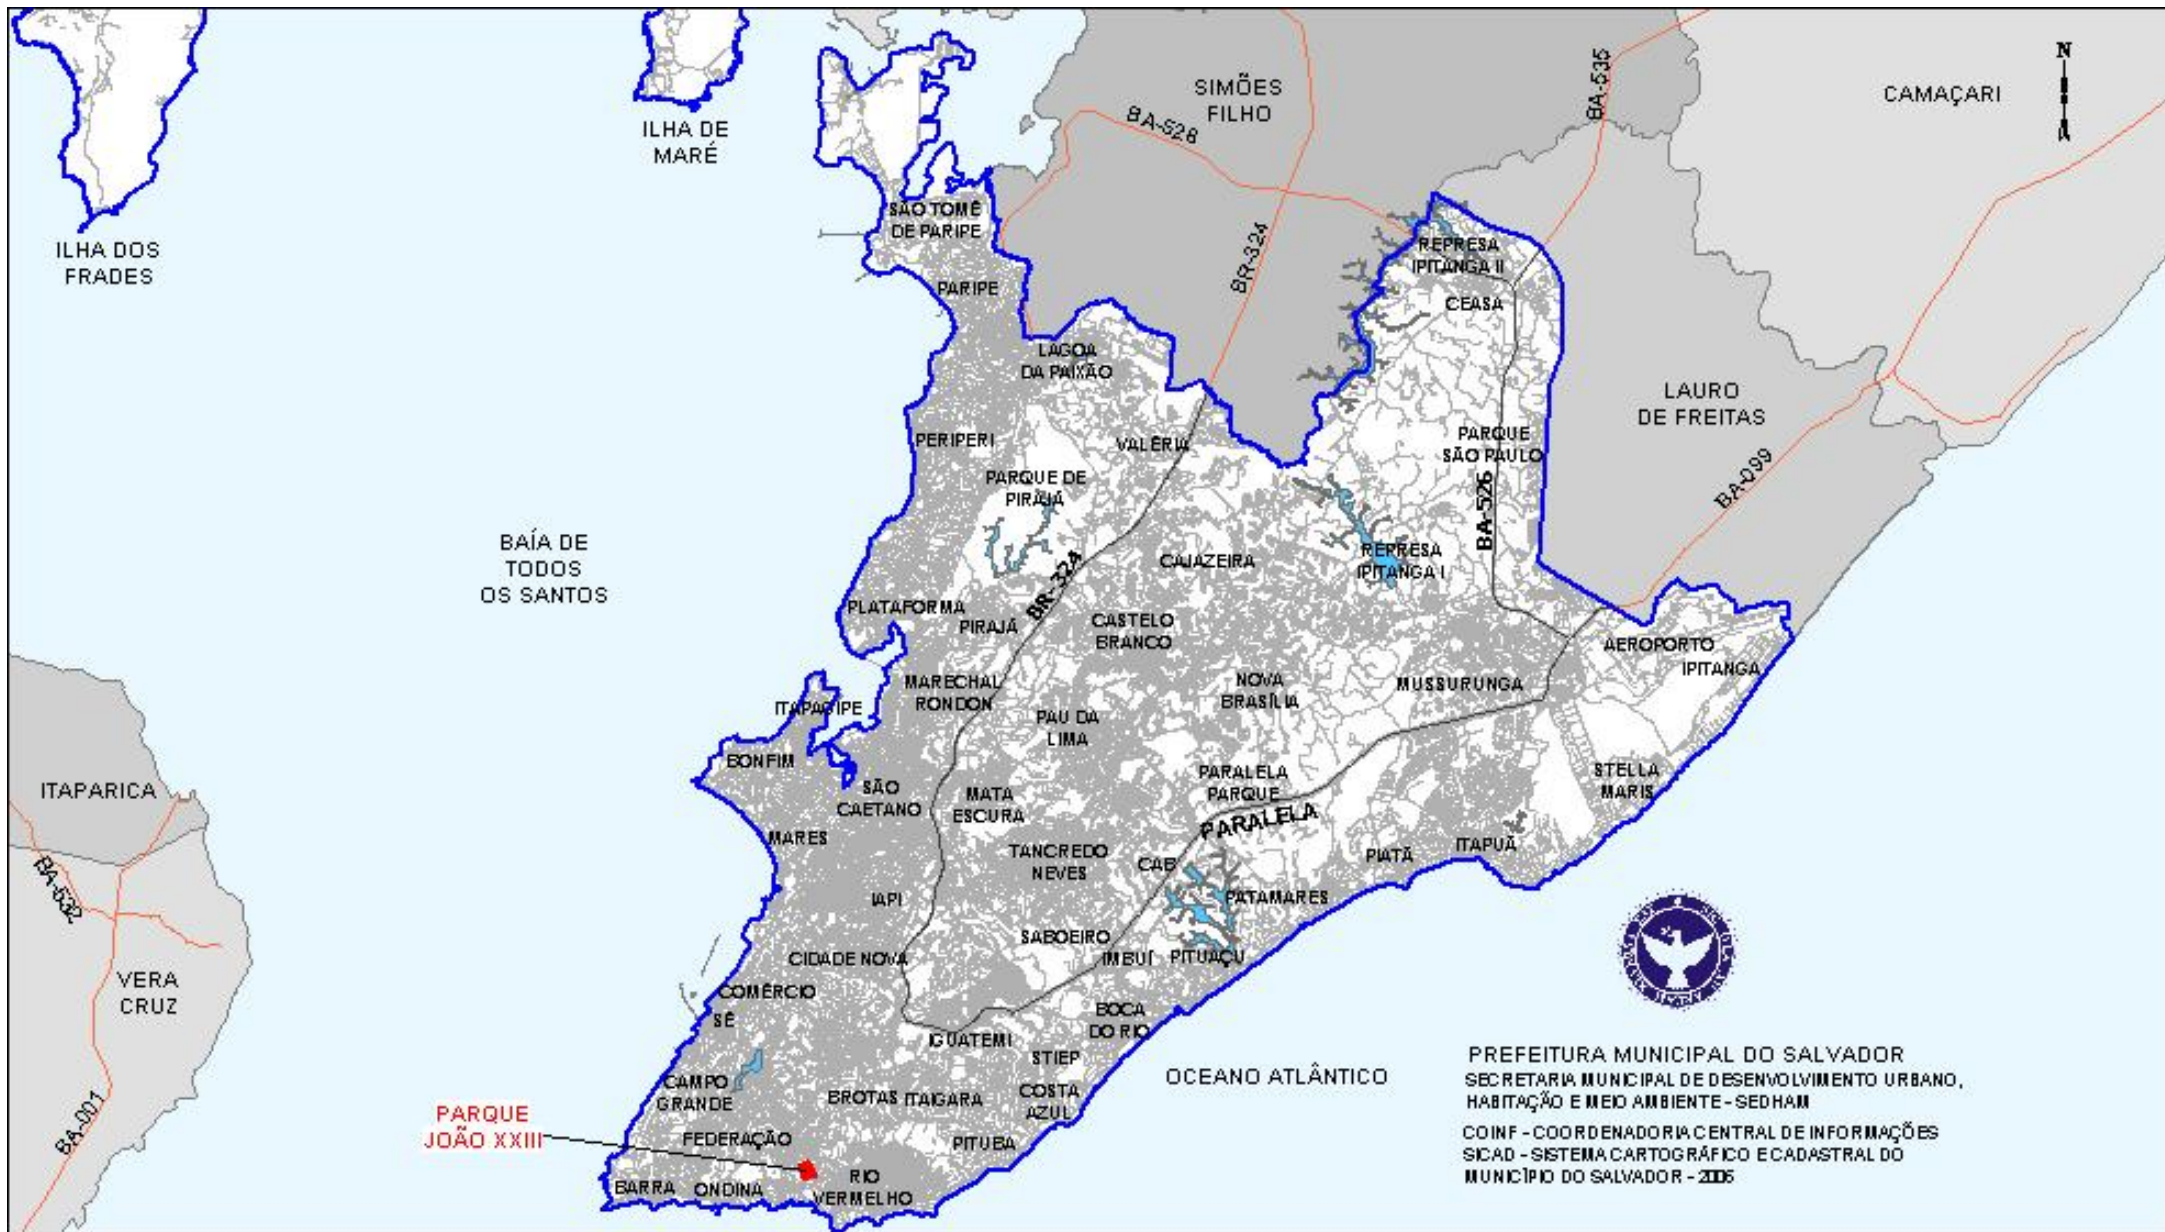 N
SIMÕES
FILHO
BA-528
BA-535
CAMAÇARI
ILHA DE
MARÉ
ILHA DOS
FRADES
SÃO TOMÉ
DE PARIPE
PARIPE
BR-324
REPRESA
IPITANGA II
CEASA
LAGOA
DA PAIXÃO
LAURO
DE FREITAS
PERIPERI
VALÉRIA
PARQUE
SÃO PAULO
BA-099
PARQUE DE
PIRAJÁ
BA-526
BAÍA DE
TODOS
OS SANTOS
CAJAZEIRA
REPRESA
IPITANGA I
BR-324
PLATAFORMA
PIRAJÁ
CASTELO
BRANCO
AEROPORTO
IPITANGA
MARECHAL
RONDON
NOVA
BRASÍLIA
MUSSURUNGA
ITAPAGIPE
PAU DA
LIMA
BONFIM
PARALELA
PARQUE
STELLA
MARIS
ITAPARICA
SÃO
CAETANO
MATA
ESCURA
PARALELA
MARES
TANCREDO
NEVES
CAB
PIATÃ
ITAPUÃ
BA-532
IAPI
PATAMARES
SABOEIRO
IMBUÍ
PITUAÇU
CIDADE NOVA
VERA
CRUZ
COMÉRCIO
SÉ
BOCA
DO RIO
IGUATEMI
STIEP
OCEANO ATLÂNTICO
CAMPO
GRANDE
BROTAS
ITAIGARA
COSTA
AZUL
BA-001
PARQUE
JOÃO XXIII
FEDERAÇÃO
PITUBA
BARRA
ONDINA
RIO
VERMELHO
PREFEITURA MUNICIPAL DO SALVADOR
SECRETARIA MUNICIPAL DE DESENVOLVIMENTO URBANO,
HABITAÇÃO E MEIO AMBIENTE - SEDHAM
COINF - COORDENADORIA CENTRAL DE INFORMAÇÕES
SICAD - SISTEMA CARTOGRÁFICO E CADASTRAL DO
MUNICÍPIO DO SALVADOR - 2006